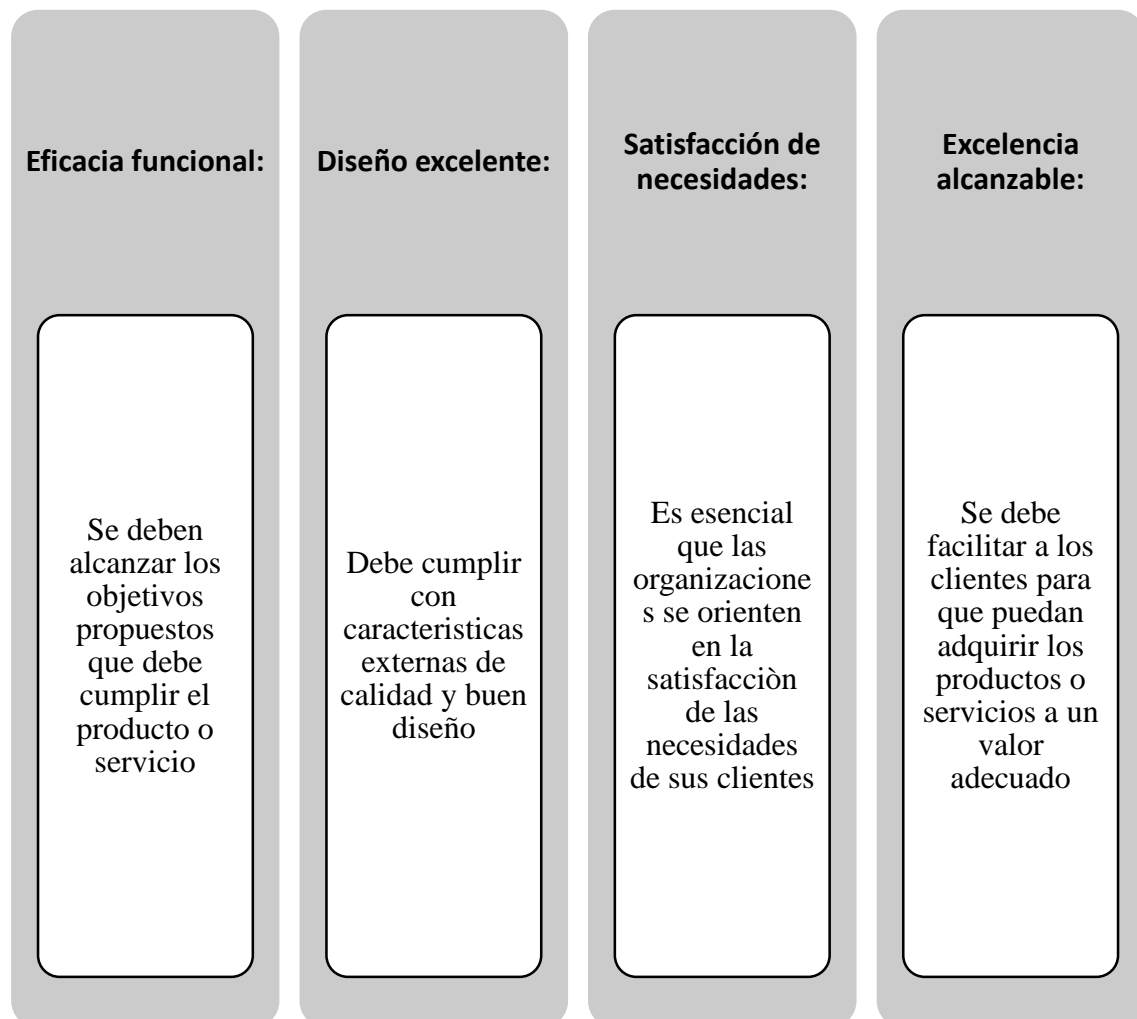 Eficacia funcional:
Se deben
alcanzar los
objetivos
propuestos
que debe
cumplir el
producto o
servicio
Diseño excelente:
Debe cumplir
con
caracteristicas
externas de
calidad y buen
diseño
Satisfacción de
necesidades:
Es esencial
que las
organizacione
s se orienten
en la
satisfacciòn
de las
necesidades
de sus clientes
Excelencia
alcanzable:
Se debe
facilitar a los
clientes para
que puedan
adquirir los
productos o
servicios a un
valor
adecuado